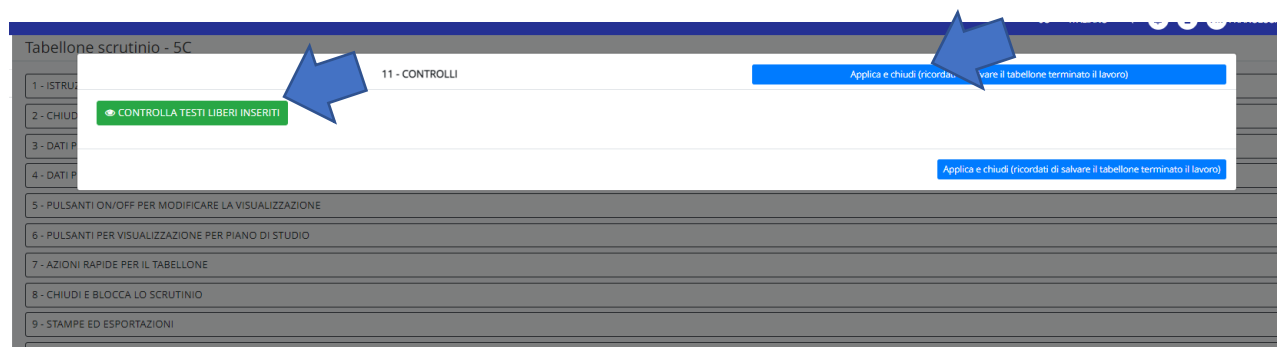 Tabellone scrutinio - 5C
11 - CONTROLLI
Applica e chiudi (ricordati di salvare il tabellone terminato il lavoro)
1 - ISTRUZ
2 - CHIUD
CONTROLLA TESTI LIBERI INSERITI
3 - DATI P
4 - DATI P
Applica e chiudi (ricordati di salvare il tabellone terminato il lavoro)
5 - PULSANTI ON/OFF PER MODIFICARE LA VISUALIZZAZIONE
6 - PULSANTI PER VISUALIZZAZIONE PER PIANO DI STUDIO
7 - AZIONI RAPIDE PER IL TABELLONE
8 - CHIUDI E BLOCCA LO SCRUTINIO
9 - STAMPE ED ESPORTAZIONI